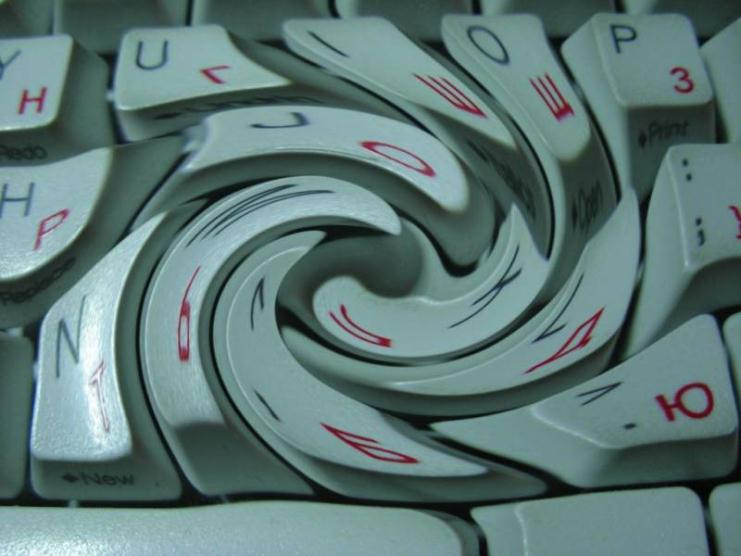 Y Н U Г I Ш O Щ P З
Redo Open Print
H Р J О K Л L Д : ;
Replace
N Т M Ь < , Б > . Ю
New